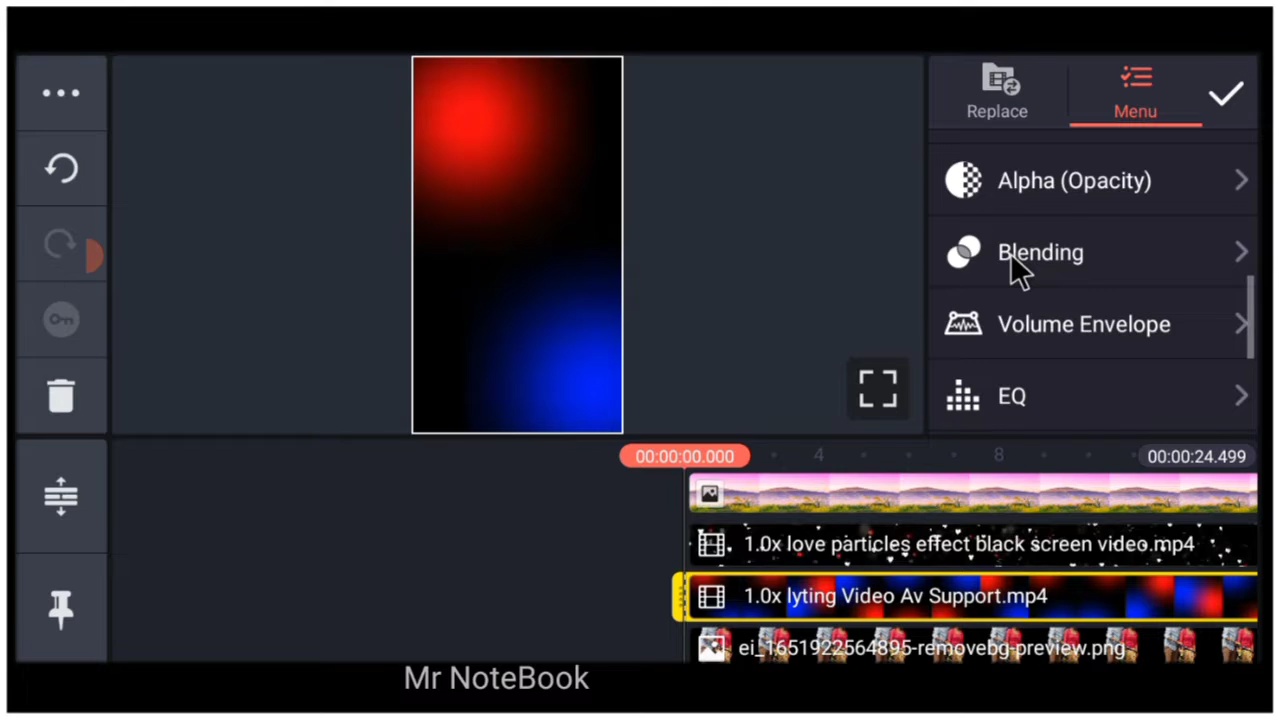 Replace
Menu
Alpha (Opacity)
Blending
Volume Envelope
EQ
00:00:00.000
4
8
00:00:24.499
1.0x love particles effect black screen video.mp4
1.0x lyting Video Av Support.mp4
ei_1651922564895-removebg-preview.png
Mr NoteBook